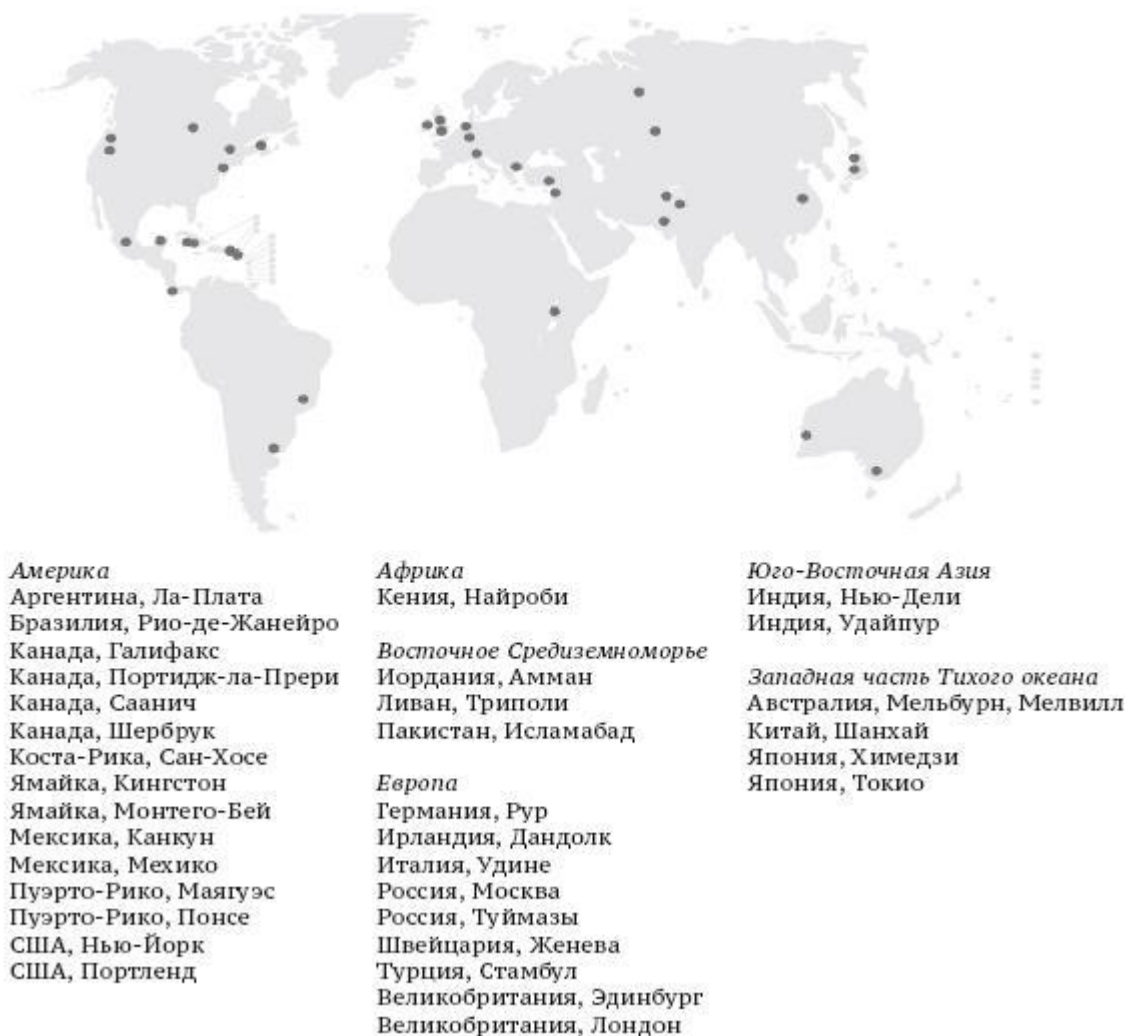 Америка
Аргентина, Ла-Плата
Бразилия, Рио-де-Жанейро
Канада, Галифакс
Канада, Портидж-ла-Прери
Канада, Саанич
Канада, Шербрук
Коста-Рика, Сан-Хосе
Ямайка, Кингстон
Ямайка, Монтего-Бей
Мексика, Канкун
Мексика, Мехико
Пуэрто-Рико, Маягуэс
Пуэрто-Рико, Понсе
США, Нью-Йорк
США, Портленд
Африка
Кения, Найроби
Восточное Средиземноморье
Иордания, Амман
Ливан, Триполи
Пакистан, Исламабад
Европа
Германия, Рур
Ирландия, Дандолк
Италия, Удине
Россия, Москва
Россия, Туймазы
Швейцария, Женева
Турция, Стамбул
Великобритания, Эдинбург
Великобритания, Лондон
Юго-Восточная Азия
Индия, Нью-Дели
Индия, Удайпур
Западная часть Тихого океана
Австралия, Мельбурн, Мелвилл
Китай, Шанхай
Япония, Химедзи
Япония, Токио